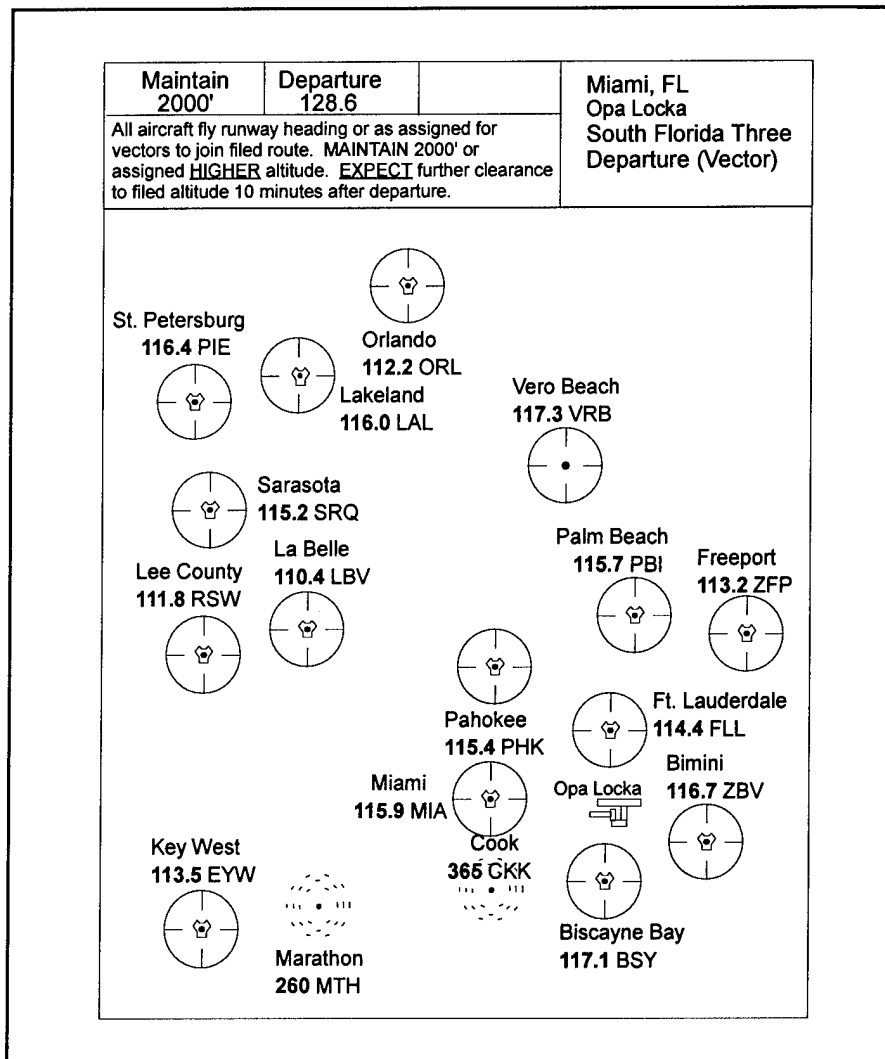 Maintain
2000'
Departure
128.6
Miami, FL
Opa Locka
South Florida Three
Departure (Vector)
All aircraft fly runway heading or as assigned for
vectors to join filed route. MAINTAIN 2000' or
assigned HIGHER altitude. EXPECT further clearance
to filed altitude 10 minutes after departure.
St. Petersburg
116.4 PIE
Orlando
112.2 ORL
Lakeland
116.0 LAL
Vero Beach
117.3 VRB
Sarasota
115.2 SRQ
La Belle
110.4 LBV
Lee County
111.8 RSW
Palm Beach
115.7 PBI
Freeport
113.2 ZFP
Pahokee
115.4 PHK
Ft. Lauderdale
114.4 FLL
Miami
115.9 MIA
Opa Locka
Bimini
116.7 ZBV
Key West
113.5 EYW
Cook
365 CKK
Marathon
260 MTH
Biscayne Bay
117.1 BSY